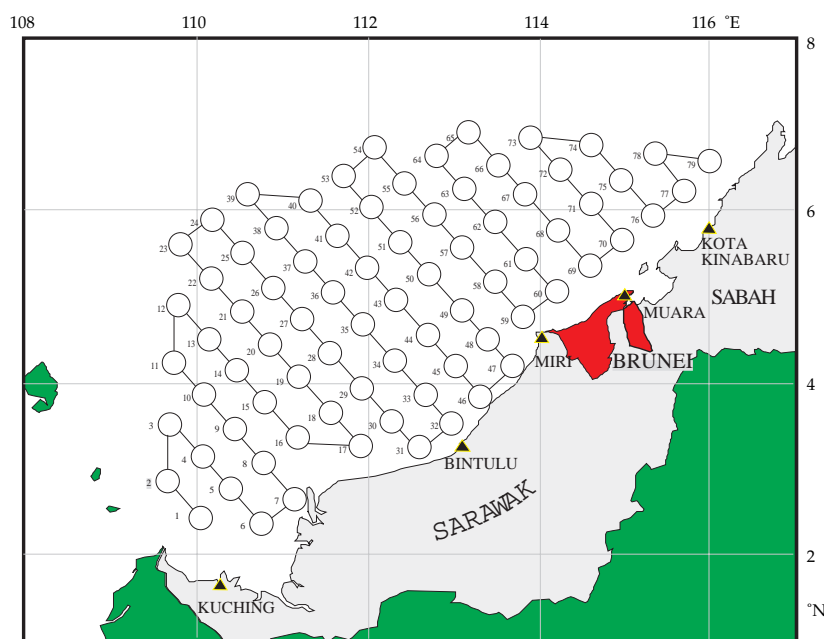 108 110 112 114 116 °E
8
65
54 73
64 74 78
53 66 79
55 63 72
39 40 52 67 75 77
24 56 62 71 76
38 41 68
23 51 57 70
25 37 61 69
22 42 50 58 60
26 36
12 21 43 49 59
27 35
13 20 44 48
28 34 47
11 14 19 45
10 29 33 46
15 18
3 9 30 32
16 17 31
4 8
2 5 7
1 6
6
KOTA
KINABARU
SABAH
MUARA
MIRI
BRUNEI
4
BINTULU
SARAWAK
2
KUCHING
°N